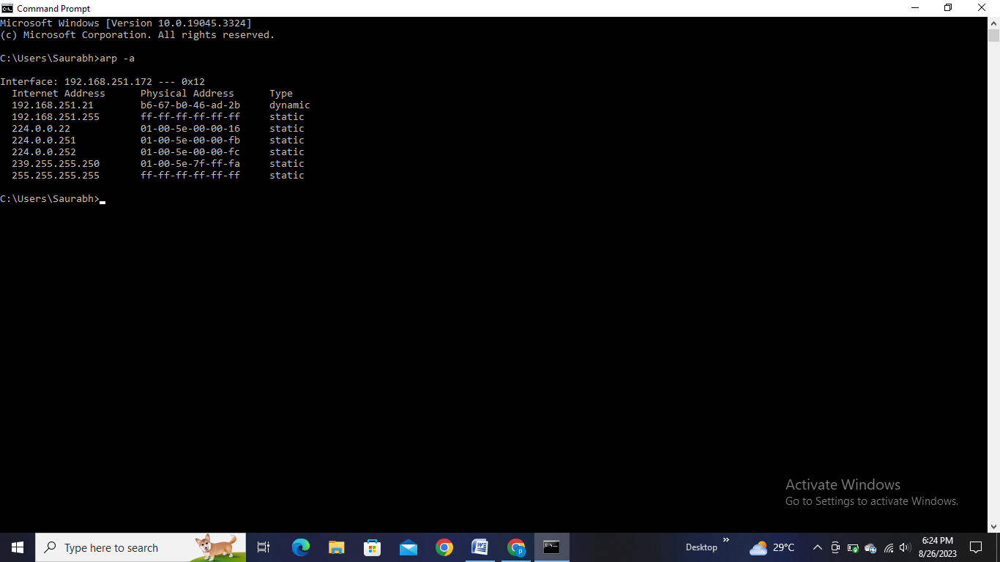 Command Prompt
Microsoft Windows [Version 10.0.19045.3324]
(c) Microsoft Corporation. All rights reserved.
C:\Users\Saurabh>arp -a
Interface: 192.168.251.172 --- 0x12
Internet Address Physical Address Type
192.168.251.21 b6-67-b0-46-ad-2b dynamic
192.168.251.255 ff-ff-ff-ff-ff-ff static
224.0.0.22 01-00-5e-00-00-16 static
224.0.0.251 01-00-5e-00-00-fb static
224.0.0.252 01-00-5e-00-00-fc static
239.255.255.250 01-00-5e-7f-ff-fa static
255.255.255.255 ff-ff-ff-ff-ff-ff static
C:\Users\Saurabh>
Activate Windows
Go to Settings to activate Windows.
Type here to search
Desktop
29°C
6:24 PM
8/26/2023